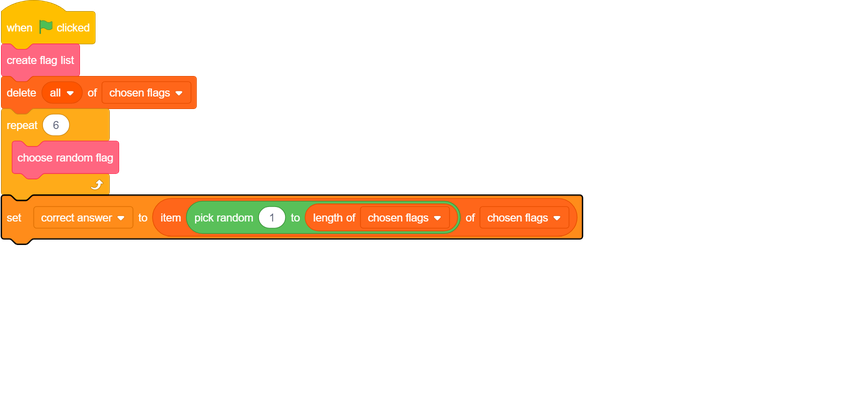 when clicked
create flag list
delete all of chosen flags
repeat 6
choose random flag
set correct answer to item pick random 1 to length of chosen flags of chosen flags